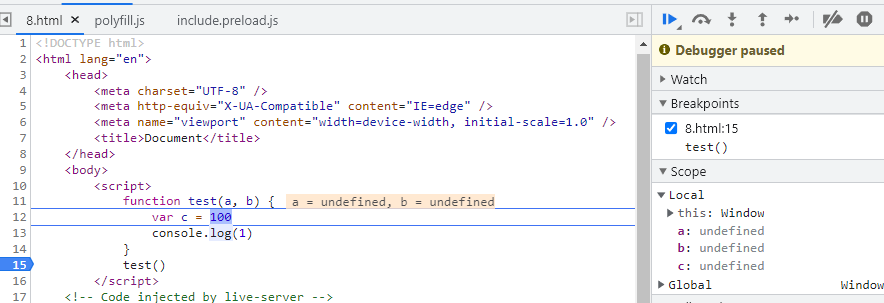 8.html ×
polyfill.js
include.preload.js
1 <!DOCTYPE html>
2 <html lang="en">
3 <head>
4 <meta charset="UTF-8" />
5 <meta http-equiv="X-UA-Compatible" content="IE=edge" />
6 <meta name="viewport" content="width=device-width, initial-scale=1.0" />
7 <title>Document</title>
8 </head>
9 <body>
10 <script>
11 function test(a, b) { a = undefined, b = undefined
12 var c = 100
13 console.log(1)
14 }
15 test()
16 </script>
17 <!-- Code injected by live-server -->
Debugger paused
Watch
Breakpoints
8.html:15
test()
Scope
Local
this: Window
a: undefined
b: undefined
c: undefined
Global Window